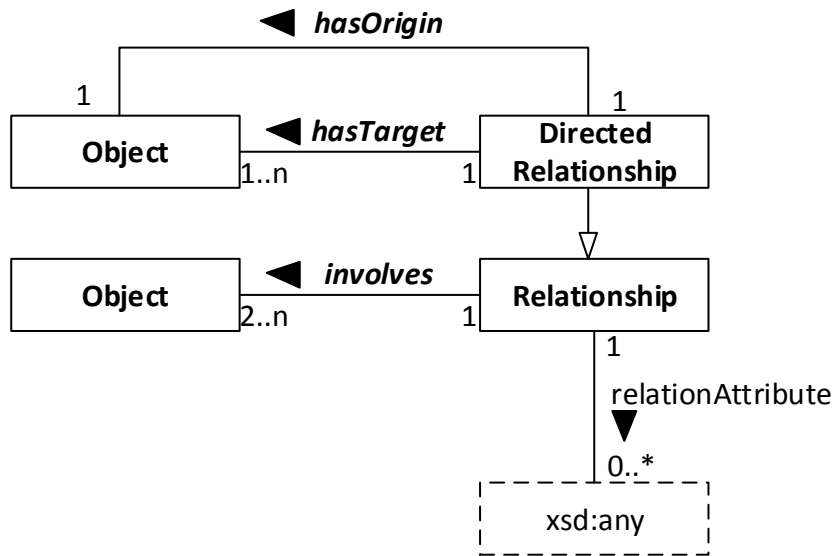 hasOrigin
1
1
Object
hasTarget
Directed
Relationship
1..n
1
Object
involves
Relationship
2..n
1
1
relationAttribute
0..*
xsd:any